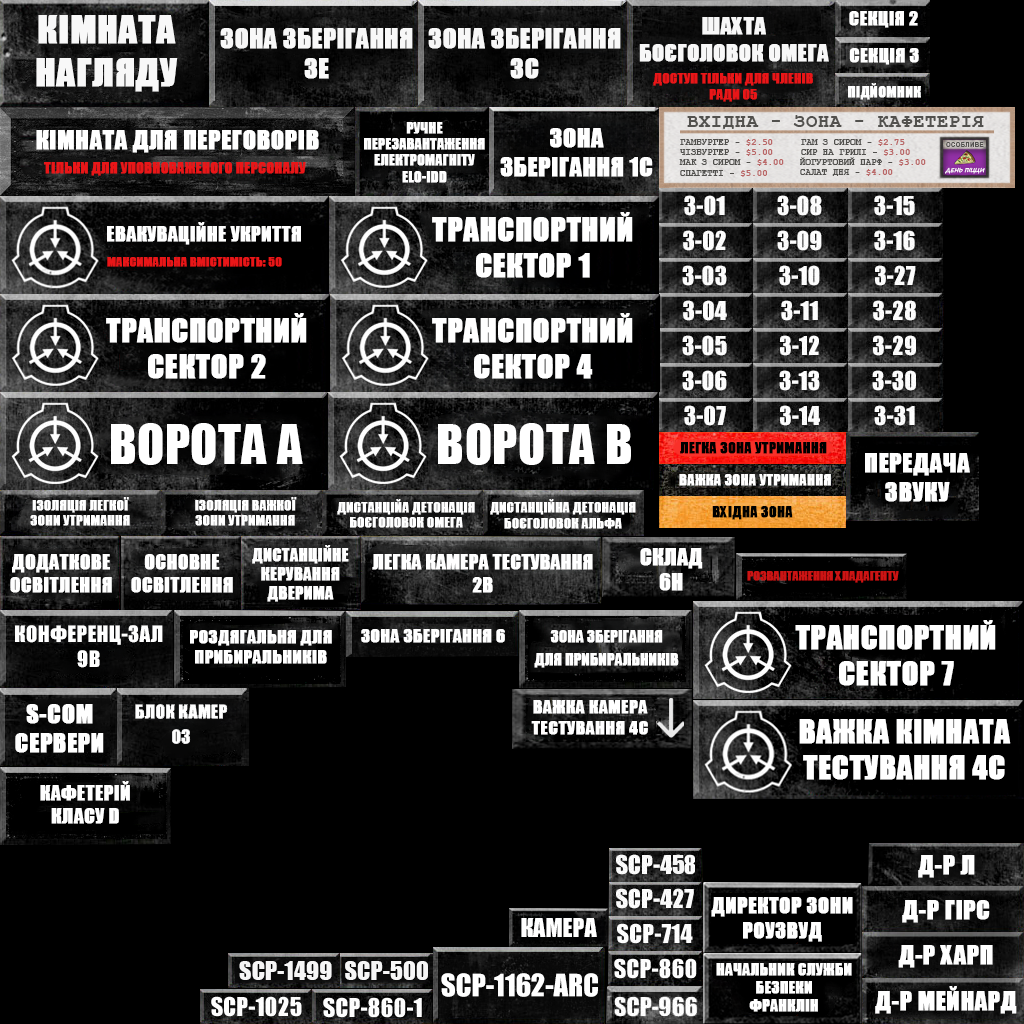 КІМНАТА
НАГЛЯДУ
ЗОНА ЗБЕРІГАННЯ
3E
ЗОНА ЗБЕРІГАННЯ
3C
ШАХТА
БОЄГОЛОВОК ОМЕГА
ДОСТУП ТІЛЬКИ ДЛЯ ЧЛЕНІВ
РАДИ O5
СЕКЦІЯ 2
СЕКЦІЯ 3
ПІДЙОМНИК
КІМНАТА ДЛЯ ПЕРЕГОВОРІВ
ТІЛЬКИ ДЛЯ УПОВНОВАЖЕНОГО ПЕРСОНАЛУ
РУЧНЕ
ПЕРЕЗАВАНТАЖЕННЯ
ЕЛЕКТОМАГНІТУ
ELO-IDD
ЗОНА
ЗБЕРІГАННЯ 1C
ВХІДНА - ЗОНА - КАФЕТЕРІЯ
ГАМБУРГЕР - $2.50
ЧІЗБУРГЕР - $5.00
МАК З СИРОМ - $4.00
СПАГЕТТІ - $5.00
ГАМ З СИРОМ - $2.75
СИР НА ГРИЛІ - $3.00
ЙОГУРТОВИЙ ПАРФ - $3.00
САЛАТ ДНЯ - $4.00
ОСОБЛИВЕ
ДЕНЬ ПІЦЦИ
ЕВАКУАЦІЙНЕ УКРИТТЯ
МАКСИМАЛЬНА ВМІСТИМІСТЬ: 50
ТРАНСПОРТНИЙ
СЕКТОР 1
3-01
3-08
3-15
3-02
3-09
3-16
3-03
3-10
3-27
3-04
3-11
3-28
3-05
3-12
3-29
3-06
3-13
3-30
3-07
3-14
3-31
ТРАНСПОРТНИЙ
СЕКТОР 2
ТРАНСПОРТНИЙ
СЕКТОР 4
ВОРОТА A
ВОРОТА B
ЛЕГКА ЗОНА УТРИМАННЯ
ВАЖКА ЗОНА УТРИМАННЯ
ВХІДНА ЗОНА
ПЕРЕДАЧА
ЗВУКУ
ІЗОЛЯЦІЯ ЛЕГКОЇ
ЗОНИ УТРИМАННЯ
ІЗОЛЯЦІЯ ВАЖКОЇ
ЗОНИ УТРИМАННЯ
ДИСТАНЦІЙНА ДЕТОНАЦІЯ
БОЄГОЛОВОК ОМЕГА
ДИСТАНЦІЙНА ДЕТОНАЦІЯ
БОЄГОЛОВОК АЛЬФА
ДОДАТКОВЕ
ОСВІТЛЕННЯ
ОСНОВНЕ
ОСВІТЛЕННЯ
ДИСТАНЦІЙНЕ
КЕРУВАННЯ
ДВЕРИМА
ЛЕГКА КАМЕРА ТЕСТУВАННЯ
2B
СКЛАД
6H
РОЗВАНТАЖЕННЯ ХЛАДАГЕНТУ
КОНФЕРЕНЦ-ЗАЛ
9B
РОЗДЯГАЛЬНЯ ДЛЯ
ПРИБИРАЛЬНИКІВ
ЗОНА ЗБЕРІГАННЯ 6
ЗОНА ЗБЕРІГАННЯ
ДЛЯ ПРИБИРАЛЬНИКІВ
ТРАНСПОРТНИЙ
СЕКТОР 7
S-COM
СЕРВЕРИ
БЛОК КАМЕР
03
ВАЖКА КАМЕРА
ТЕСТУВАННЯ 4C
ВАЖКА КІМНАТА
ТЕСТУВАННЯ 4C
КАФЕТЕРІЙ
КЛАСУ D
SCP-458
SCP-427
SCP-714
SCP-860
SCP-966
Д-Р Л
Д-Р ГІРС
Д-Р ХАРП
Д-Р МЕЙНАРД
ДИРЕКТОР ЗОНИ
РОУЗВУД
НАЧАЛЬНИК СЛУЖБИ
БЕЗПЕКИ
ФРАНКЛІН
КАМЕРА
SCP-1162-ARC
SCP-1499
SCP-500
SCP-1025
SCP-860-1